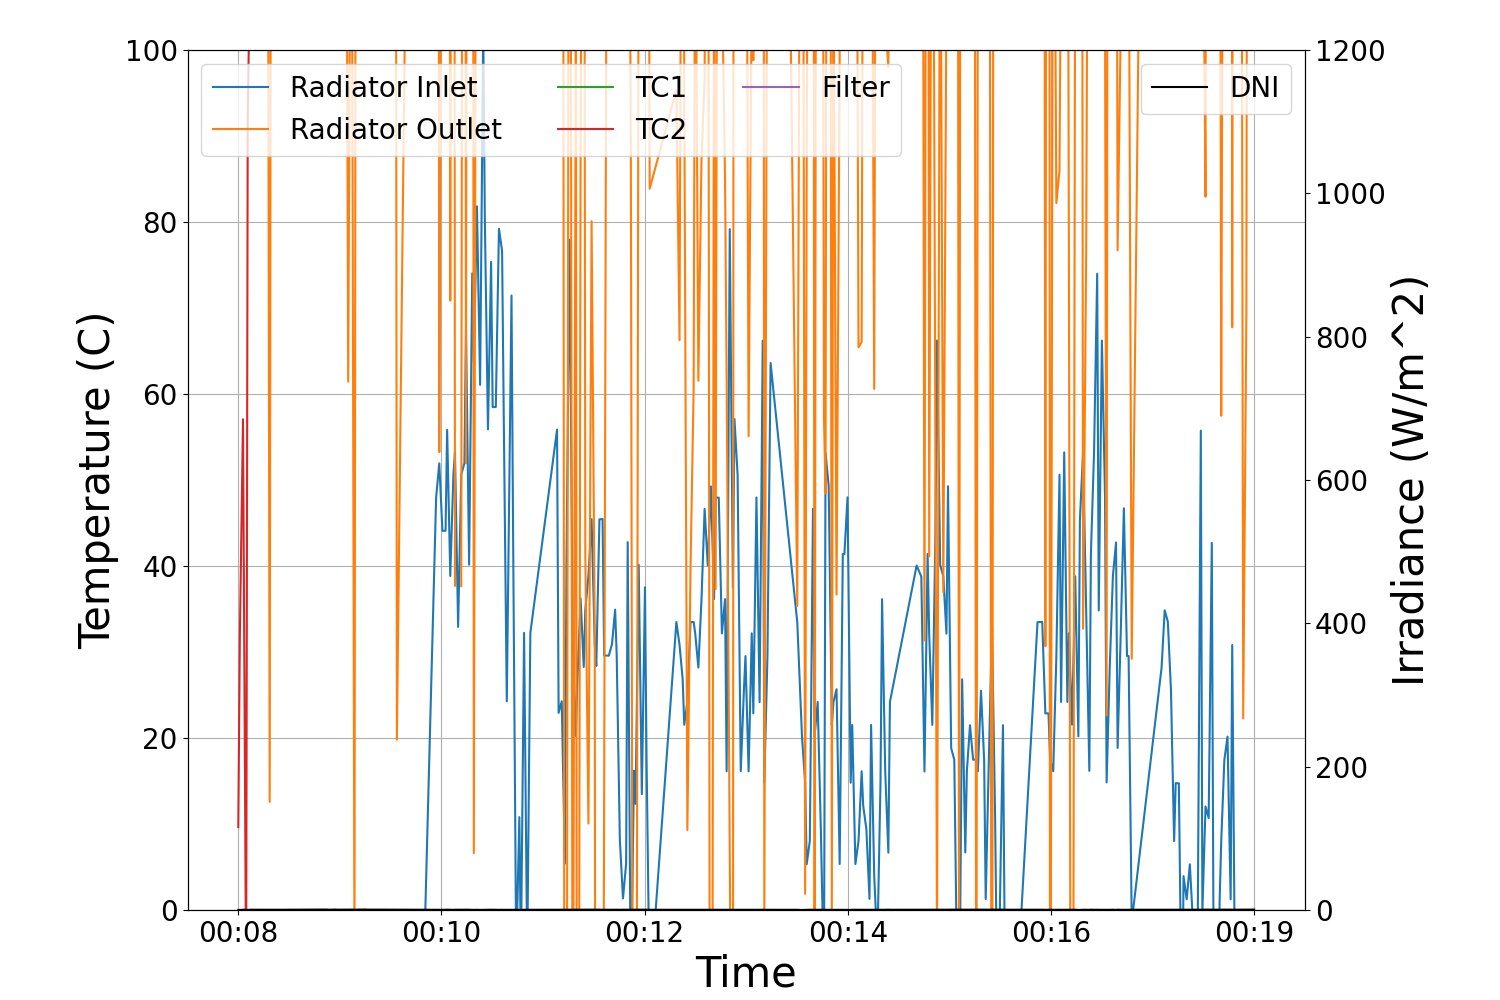 100
80
60
40
20
0
Temperature (C)
Radiator Inlet
Radiator Outlet
TC1
TC2
Filter
DNI
1200
1000
800
600
400
200
0
Irradiance (W/m^2)
00:08 00:10 00:12 00:14 00:16 00:19
Time